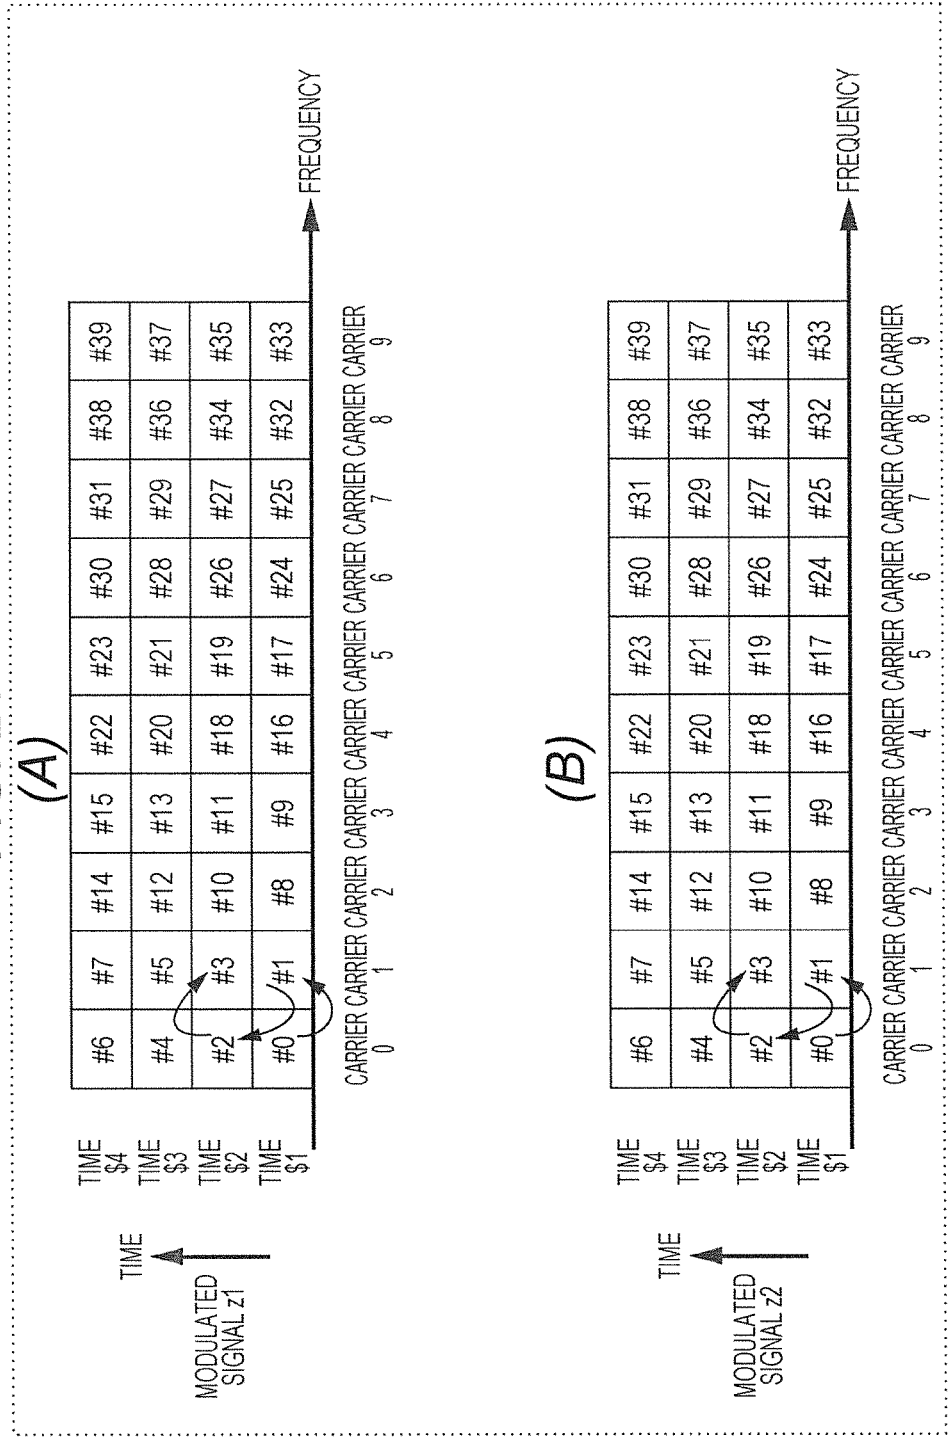 (A)
MODULATED
SIGNAL z1
TIME
TIME
$4
#6 #7 #14 #15 #22 #23 #30 #31 #38 #39
TIME
$3
#4 #5 #12 #13 #20 #21 #28 #29 #36 #37
TIME
$2
#2 #3 #10 #11 #18 #19 #26 #27 #34 #35
TIME
$1
#0 #1 #8 #9 #16 #17 #24 #25 #32 #33
FREQUENCY
CARRIER CARRIER CARRIER CARRIER CARRIER CARRIER CARRIER CARRIER CARRIER CARRIER
0 1 2 3 4 5 6 7 8 9
(B)
MODULATED
SIGNAL z2
TIME
TIME
$4
#6 #7 #14 #15 #22 #23 #30 #31 #38 #39
TIME
$3
#4 #5 #12 #13 #20 #21 #28 #29 #36 #37
TIME
$2
#2 #3 #10 #11 #18 #19 #26 #27 #34 #35
TIME
$1
#0 #1 #8 #9 #16 #17 #24 #25 #32 #33
FREQUENCY
CARRIER CARRIER CARRIER CARRIER CARRIER CARRIER CARRIER CARRIER CARRIER CARRIER
0 1 2 3 4 5 6 7 8 9